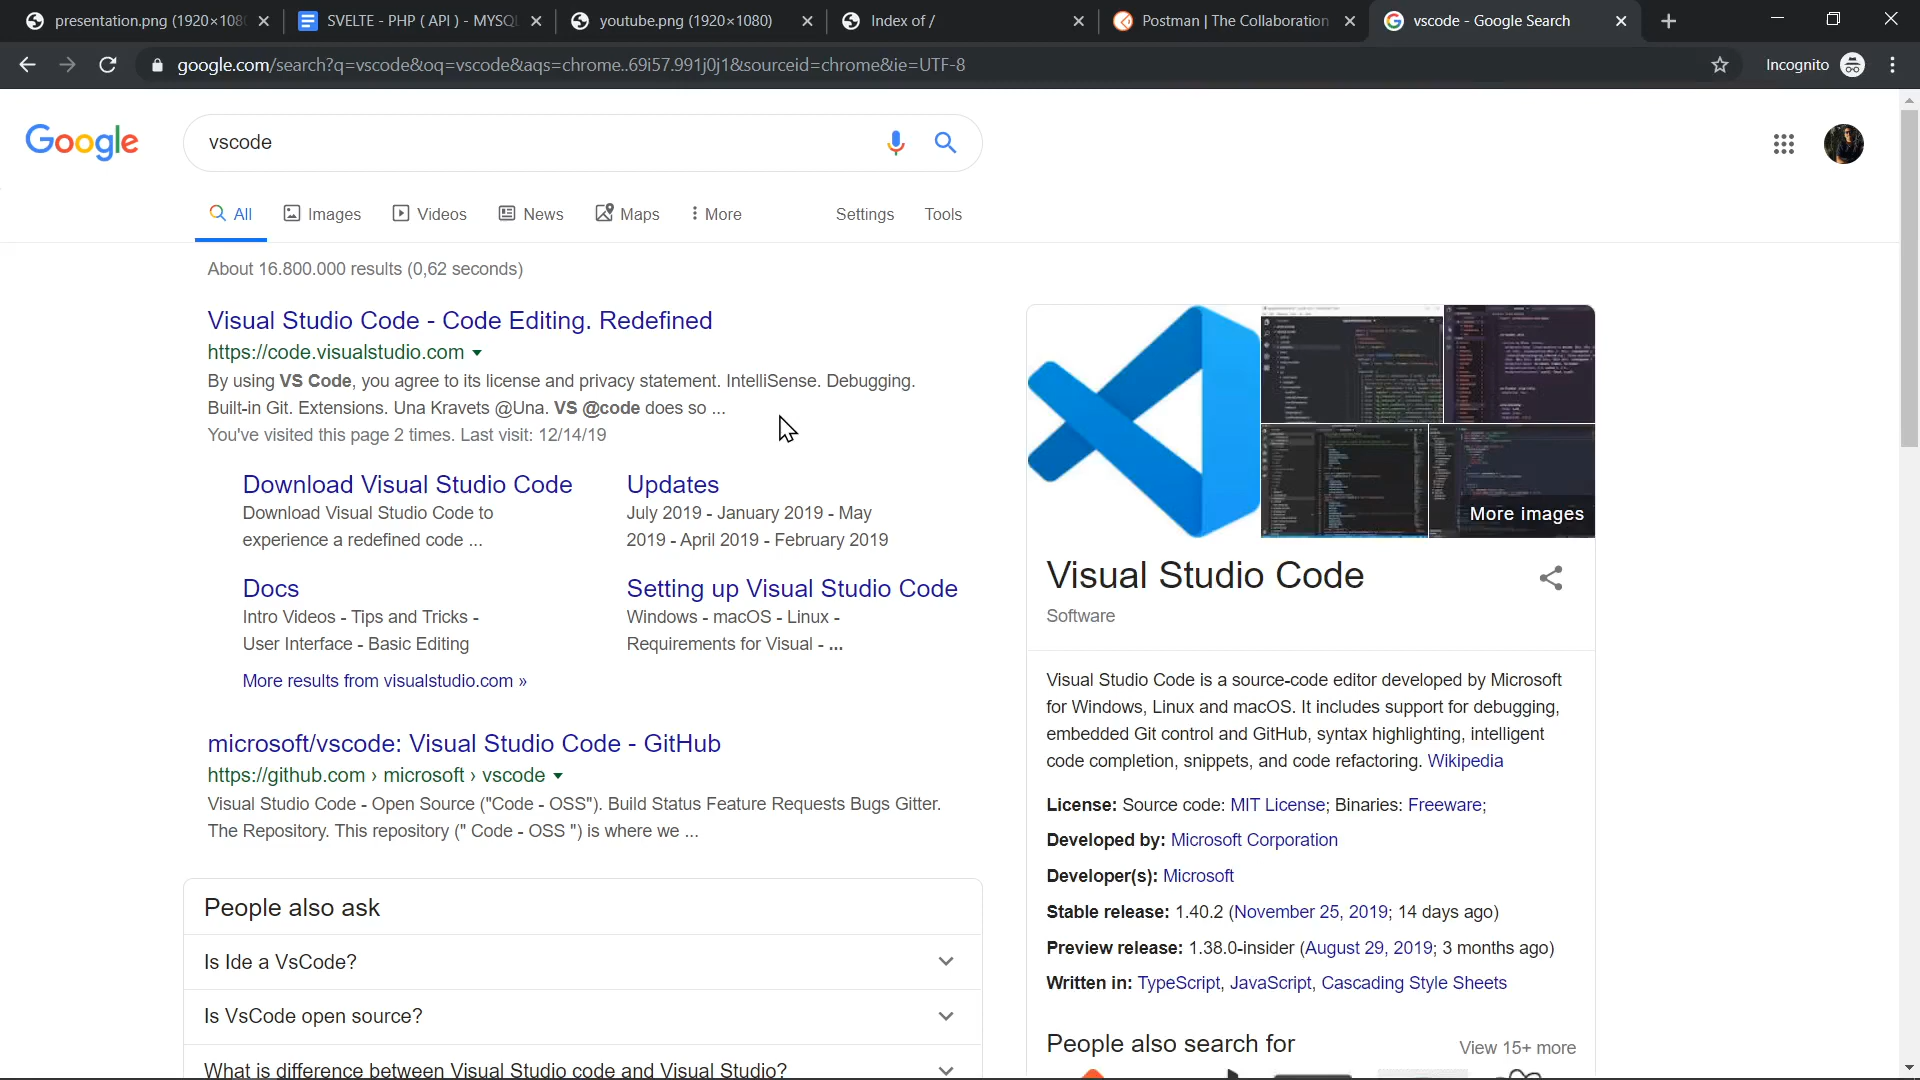 presentation.png (1920×108
SVELTE - PHP ( API ) - MYSQL
youtube.png (1920×1080)
Index of /
Postman | The Collaboration
vscode - Google Search
google.com/search?q=vscode&oq=vscode&aqs=chrome..69i57.991j0j1&sourceid=chrome&ie=UTF-8
Incognito
Google
vscode
All
Images
Videos
News
Maps
More
Settings
Tools
About 16.800.000 results (0,62 seconds)
Visual Studio Code - Code Editing. Redefined
https://code.visualstudio.com
By using VS Code, you agree to its license and privacy statement. IntelliSense. Debugging.
Built-in Git. Extensions. Una Kravets @Una. VS @code does so ...
You've visited this page 2 times. Last visit: 12/14/19
Download Visual Studio Code
Download Visual Studio Code to
experience a redefined code ...
Updates
July 2019 - January 2019 - May
2019 - April 2019 - February 2019
Docs
Intro Videos - Tips and Tricks -
User Interface - Basic Editing
Setting up Visual Studio Code
Windows - macOS - Linux -
Requirements for Visual - ...
More results from visualstudio.com »
microsoft/vscode: Visual Studio Code - GitHub
https://github.com › microsoft › vscode
Visual Studio Code - Open Source ("Code - OSS"). Build Status Feature Requests Bugs Gitter.
The Repository. This repository (" Code - OSS ") is where we ...
People also ask
Is Ide a VsCode?
Is VsCode open source?
What is difference between Visual Studio code and Visual Studio?
More images
Visual Studio Code
Software
Visual Studio Code is a source-code editor developed by Microsoft
for Windows, Linux and macOS. It includes support for debugging,
embedded Git control and GitHub, syntax highlighting, intelligent
code completion, snippets, and code refactoring. Wikipedia
License: Source code: MIT License; Binaries: Freeware;
Developed by: Microsoft Corporation
Developer(s): Microsoft
Stable release: 1.40.2 (November 25, 2019; 14 days ago)
Preview release: 1.38.0-insider (August 29, 2019; 3 months ago)
Written in: TypeScript, JavaScript, Cascading Style Sheets
People also search for
View 15+ more